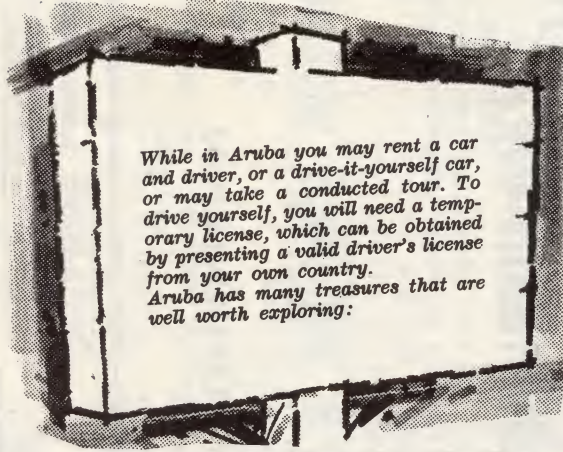 While in Aruba you may rent a car
and driver, or a drive-it-yourself car,
or may take a conducted tour. To
drive yourself, you will need a temp-
orary license, which can be obtained
by presenting a valid driver's license
from your own country.
Aruba has many treasures that are
well worth exploring: